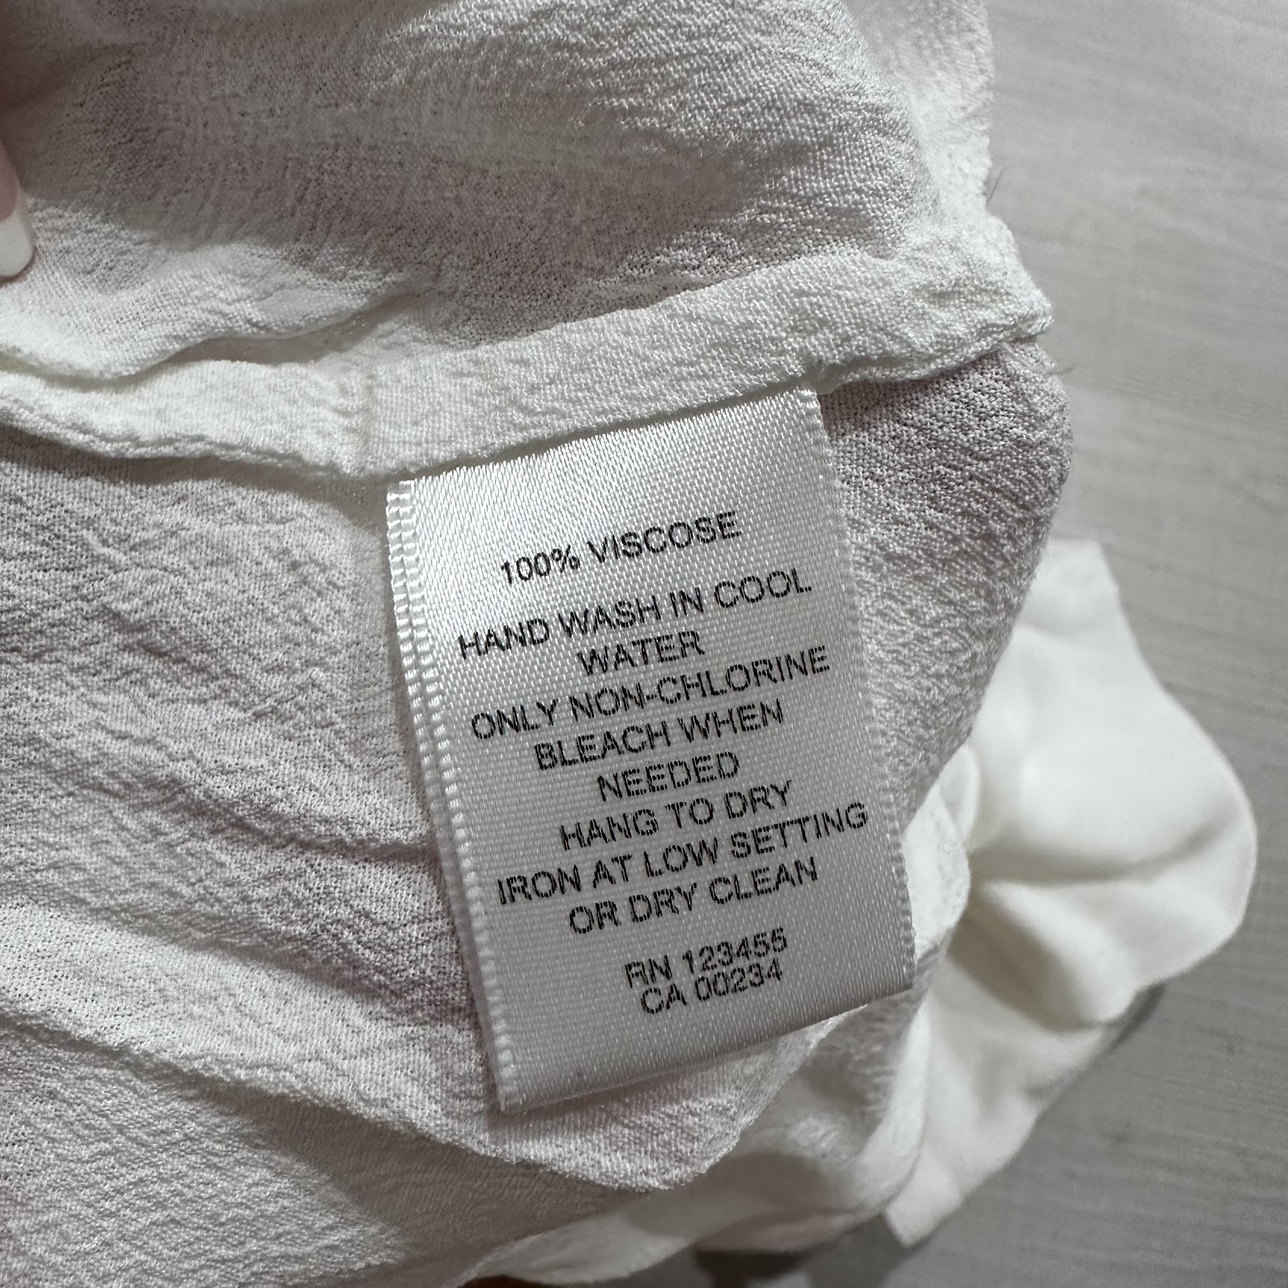 100% VISCOSE
HAND WASH IN COOL
WATER
ONLY NON-CHLORINE
BLEACH WHEN
NEEDED
HANG TO DRY
IRON AT LOW SETTING
OR DRY CLEAN
RN 123455
CA 00234